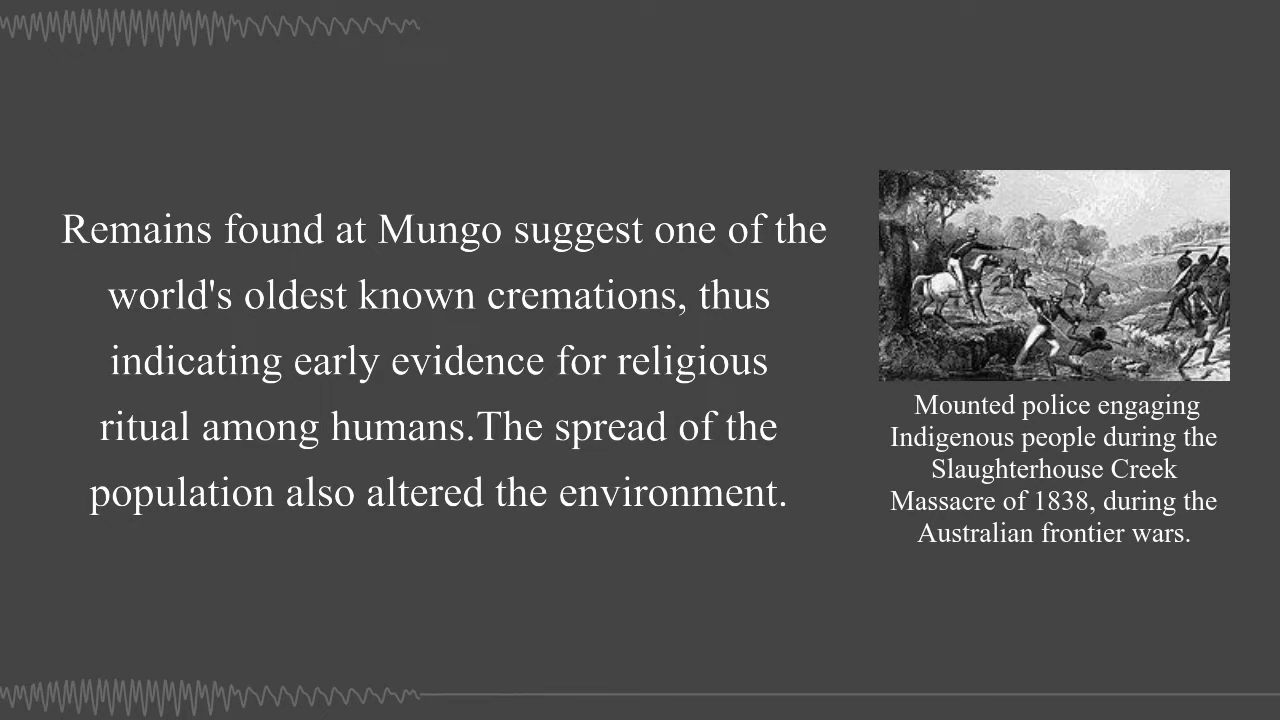 Remains found at Mungo suggest one of the
world's oldest known cremations, thus
indicating early evidence for religious
ritual among humans.The spread of the
population also altered the environment.
Mounted police engaging
Indigenous people during the
Slaughterhouse Creek
Massacre of 1838, during the
Australian frontier wars.